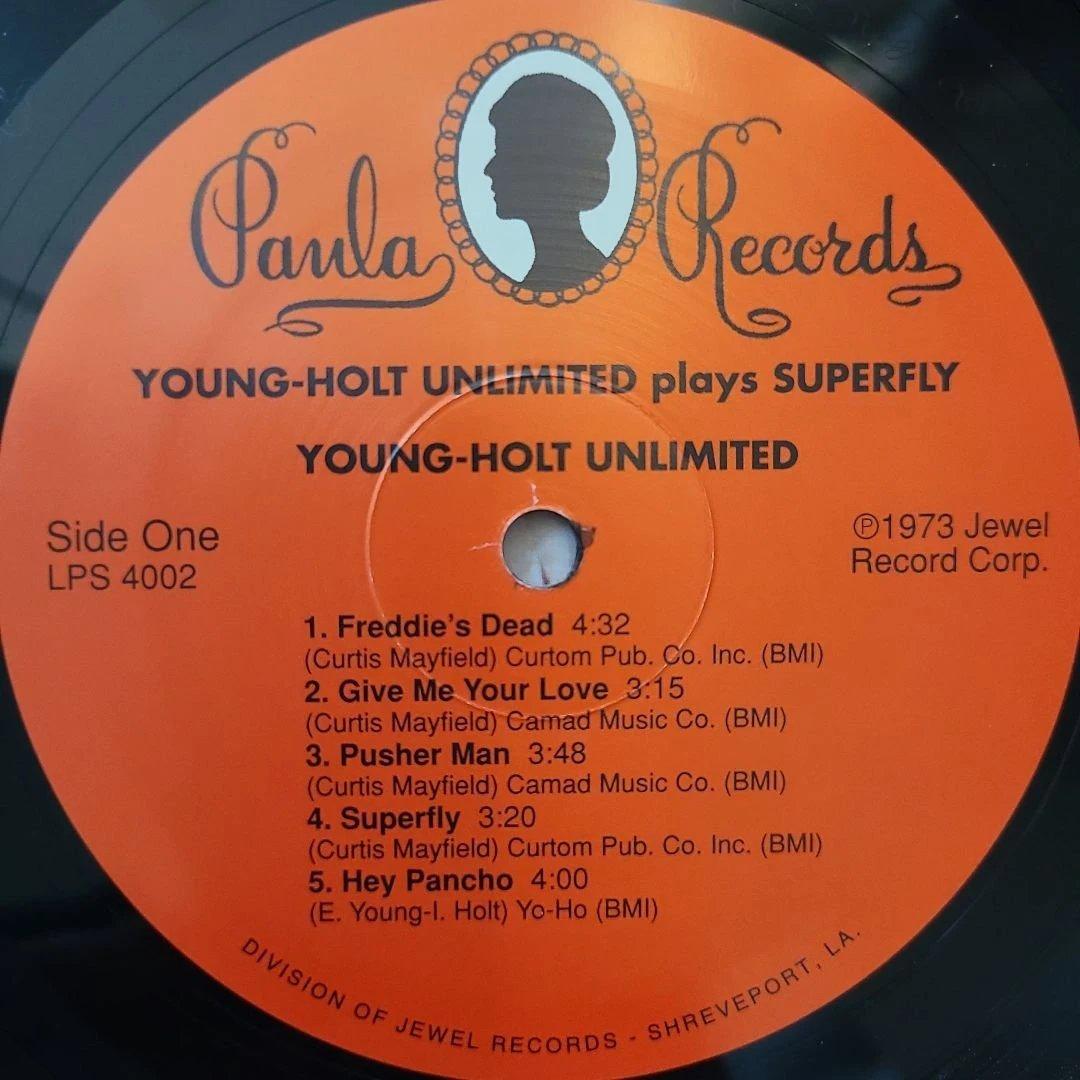 Paula Records
YOUNG-HOLT UNLIMITED plays SUPERFLY
YOUNG-HOLT UNLIMITED
Side One
LPS 4002
℗1973 Jewel
Record Corp.
1. Freddie's Dead 4:32
(Curtis Mayfield) Curtom Pub. Co. Inc. (BMI)
2. Give Me Your Love 3:15
(Curtis Mayfield) Camad Music Co. (BMI)
3. Pusher Man 3:48
(Curtis Mayfield) Camad Music Co. (BMI)
4. Superfly 3:20
(Curtis Mayfield) Curtom Pub. Co. Inc. (BMI)
5. Hey Pancho 4:00
(E. Young-I. Holt) Yo-Ho (BMI)
DIVISION OF JEWEL RECORDS - SHREVEPORT, LA.